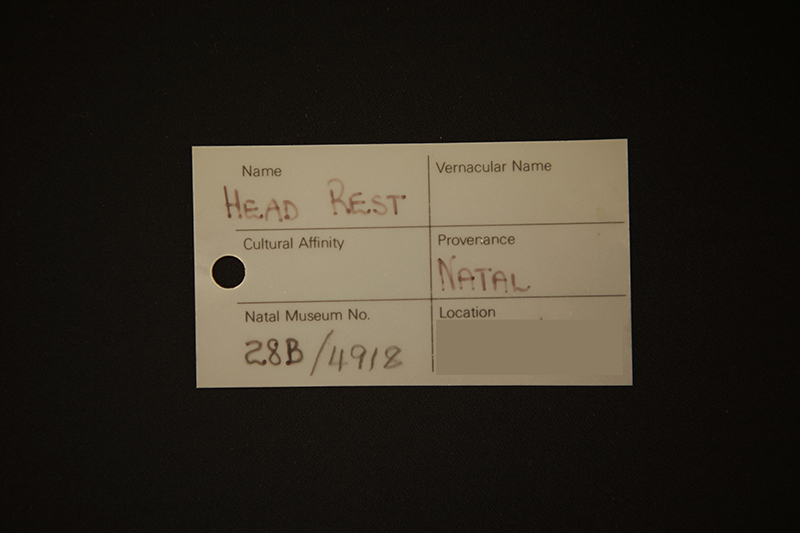 Name
Vernacular Name
HEAD REST
Cultural Affinity
Provenance
NATAL
Natal Museum No.
Location
28B/4918